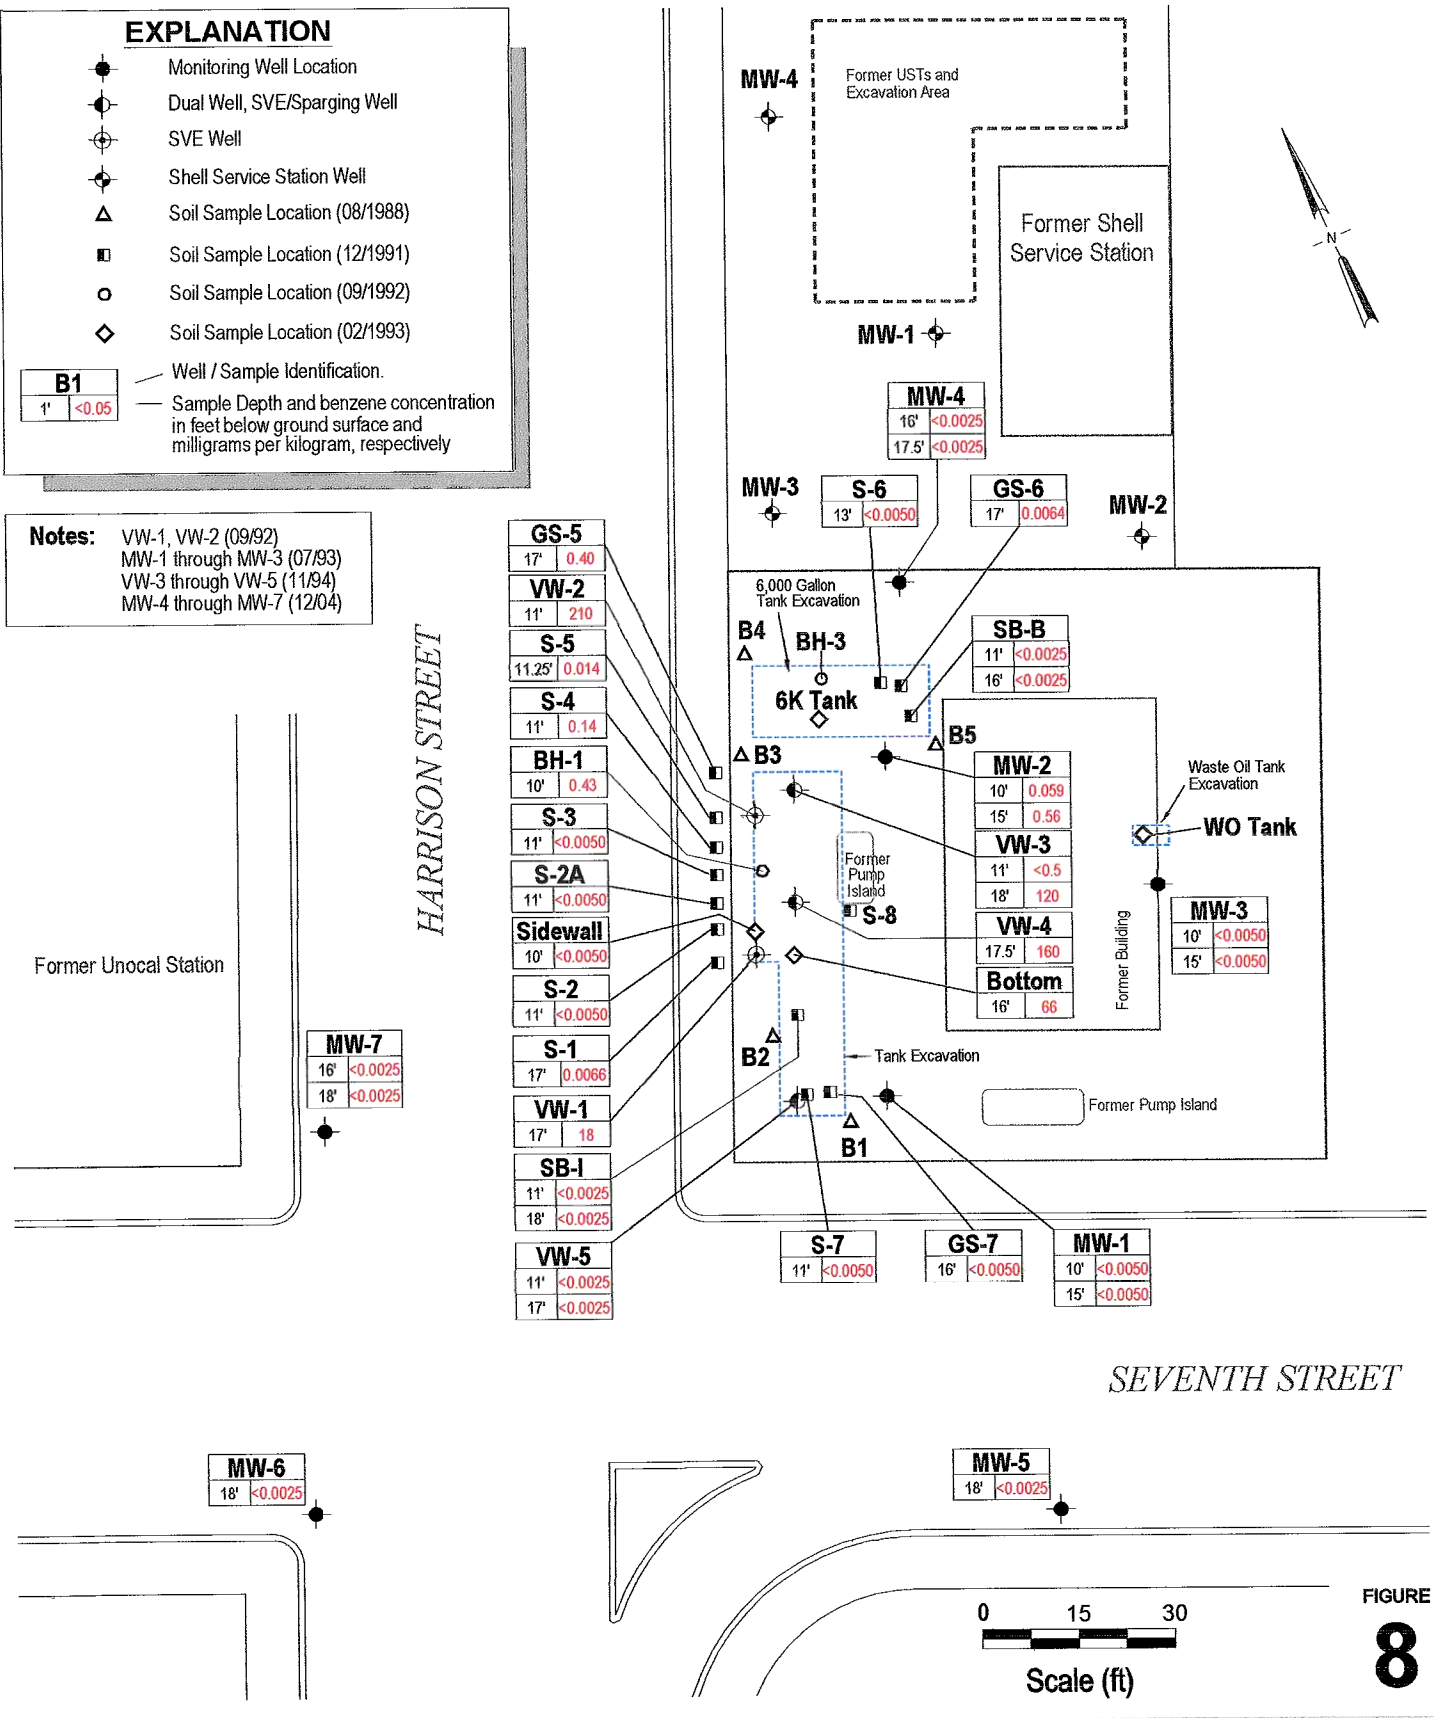 EXPLANATION
Monitoring Well Location
Dual Well, SVE/Sparging Well
SVE Well
Shell Service Station Well
Soil Sample Location (08/1988)
Soil Sample Location (12/1991)
Soil Sample Location (09/1992)
Soil Sample Location (02/1993)
B1
1' <0.05
Well / Sample Identification.
Sample Depth and benzene concentration
in feet below ground surface and
milligrams per kilogram, respectively
Notes: VW-1, VW-2 (09/92)
MW-1 through MW-3 (07/93)
VW-3 through VW-5 (11/94)
MW-4 through MW-7 (12/04)
MW-4
Former USTs and
Excavation Area
Former Shell
Service Station
N
MW-1
MW-4
16' <0.0025
17.5' <0.0025
MW-3
S-6
13' <0.0050
GS-6
17' 0.0064
MW-2
GS-5
17' 0.40
VW-2
11' 210
S-5
11.25' 0.014
S-4
11' 0.14
BH-1
10' 0.43
S-3
11' <0.0050
S-2A
11' <0.0050
Sidewall
10' <0.0050
S-2
11' <0.0050
S-1
17' 0.0066
VW-1
17' 18
SB-I
11' <0.0025
18' <0.0025
VW-5
11' <0.0025
17' <0.0025
HARRISON STREET
6,000 Gallon
Tank Excavation
B4
BH-3
6K Tank
SB-B
11' <0.0025
16' <0.0025
B3
B5
MW-2
10' 0.059
15' 0.56
VW-3
11' <0.5
18' 120
VW-4
17.5' 160
Bottom
16' 66
Former
Pump
Island
S-8
Waste Oil Tank
Excavation
WO Tank
Former Building
MW-3
10' <0.0050
15' <0.0050
B2
Tank Excavation
B1
Former Pump Island
Former Unocal Station
MW-7
16' <0.0025
18' <0.0025
S-7
11' <0.0050
GS-7
16' <0.0050
MW-1
10' <0.0050
15' <0.0050
SEVENTH STREET
MW-6
18' <0.0025
MW-5
18' <0.0025
0 15 30
Scale (ft)
FIGURE
8